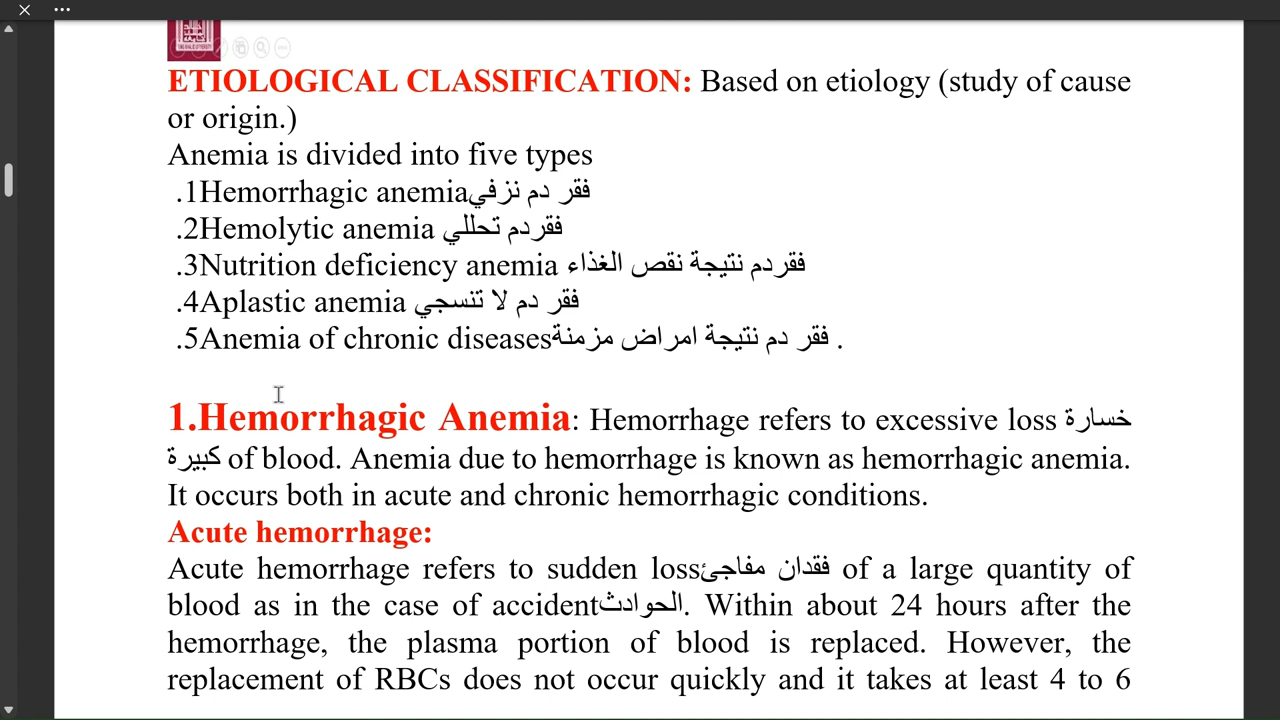 ETIOLOGICAL CLASSIFICATION: Based on etiology (study of cause
or origin.)
Anemia is divided into five types
.1Hemorrhagic anemiaفقر دم نزفي
.2Hemolytic anemia فقردم تحللي
.3Nutrition deficiency anemia فقردم نتيجة نقص الغذاء
.4Aplastic anemia فقر دم لا تنسجي
.5Anemia of chronic diseasesفقر دم نتيجة امراض مزمنة .
1.Hemorrhagic Anemia: Hemorrhage refers to excessive loss خسارة
كبيرة of blood. Anemia due to hemorrhage is known as hemorrhagic anemia.
It occurs both in acute and chronic hemorrhagic conditions.
Acute hemorrhage:
Acute hemorrhage refers to sudden lossفقدان مفاجئ of a large quantity of
blood as in the case of accidentالحوادث. Within about 24 hours after the
hemorrhage, the plasma portion of blood is replaced. However, the
replacement of RBCs does not occur quickly and it takes at least 4 to 6